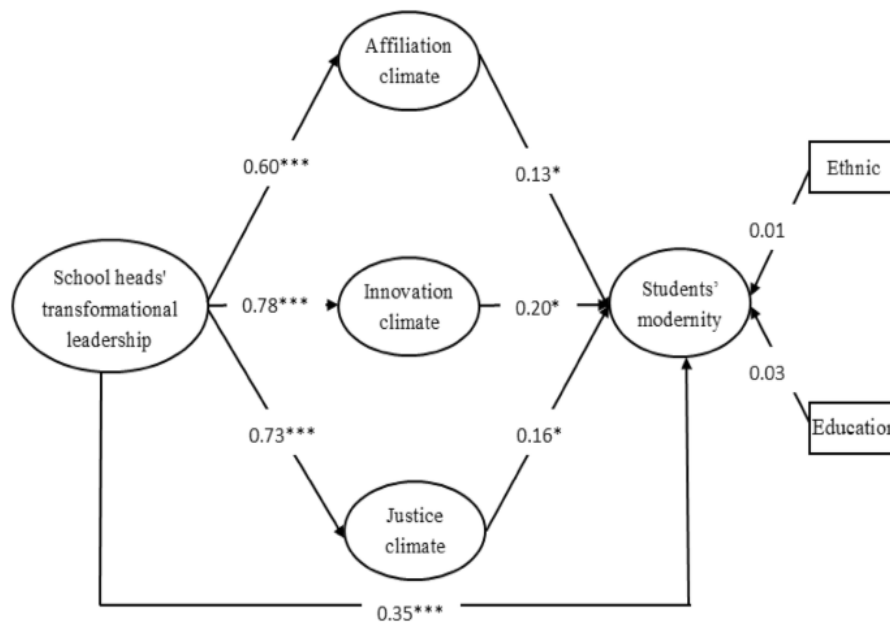 Affiliation
climate
0.60***
0.13*
Ethnic
0.01
School heads'
transformational
leadership
0.78***
Innovation
climate
0.20*
Students’
modernity
0.03
0.73***
0.16*
Education
Justice
climate
0.35***